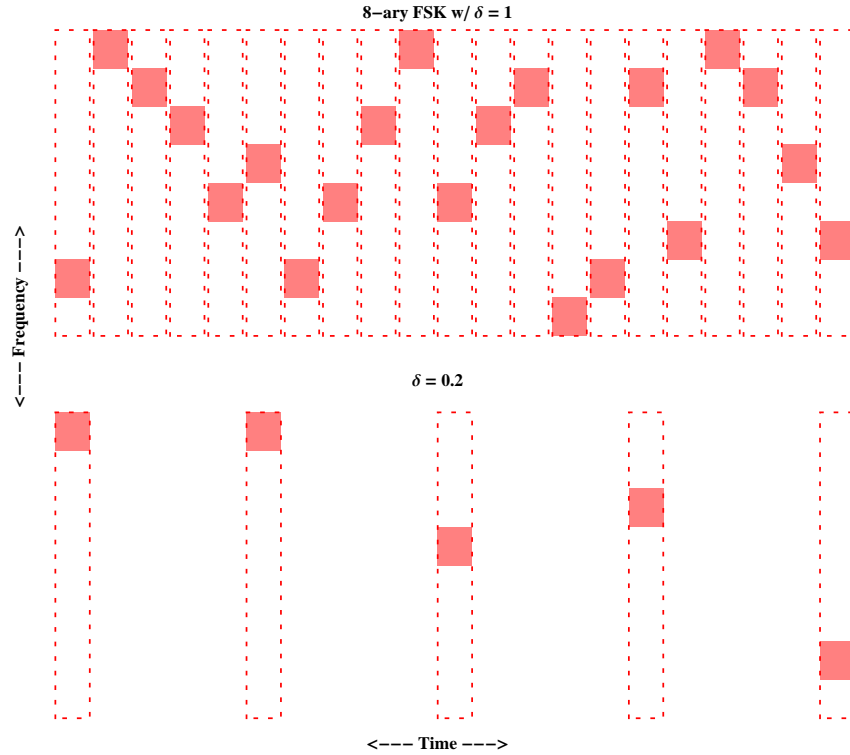 8-ary FSK w/ δ = 1
<--- Frequency --->
δ = 0.2
<--- Time --->